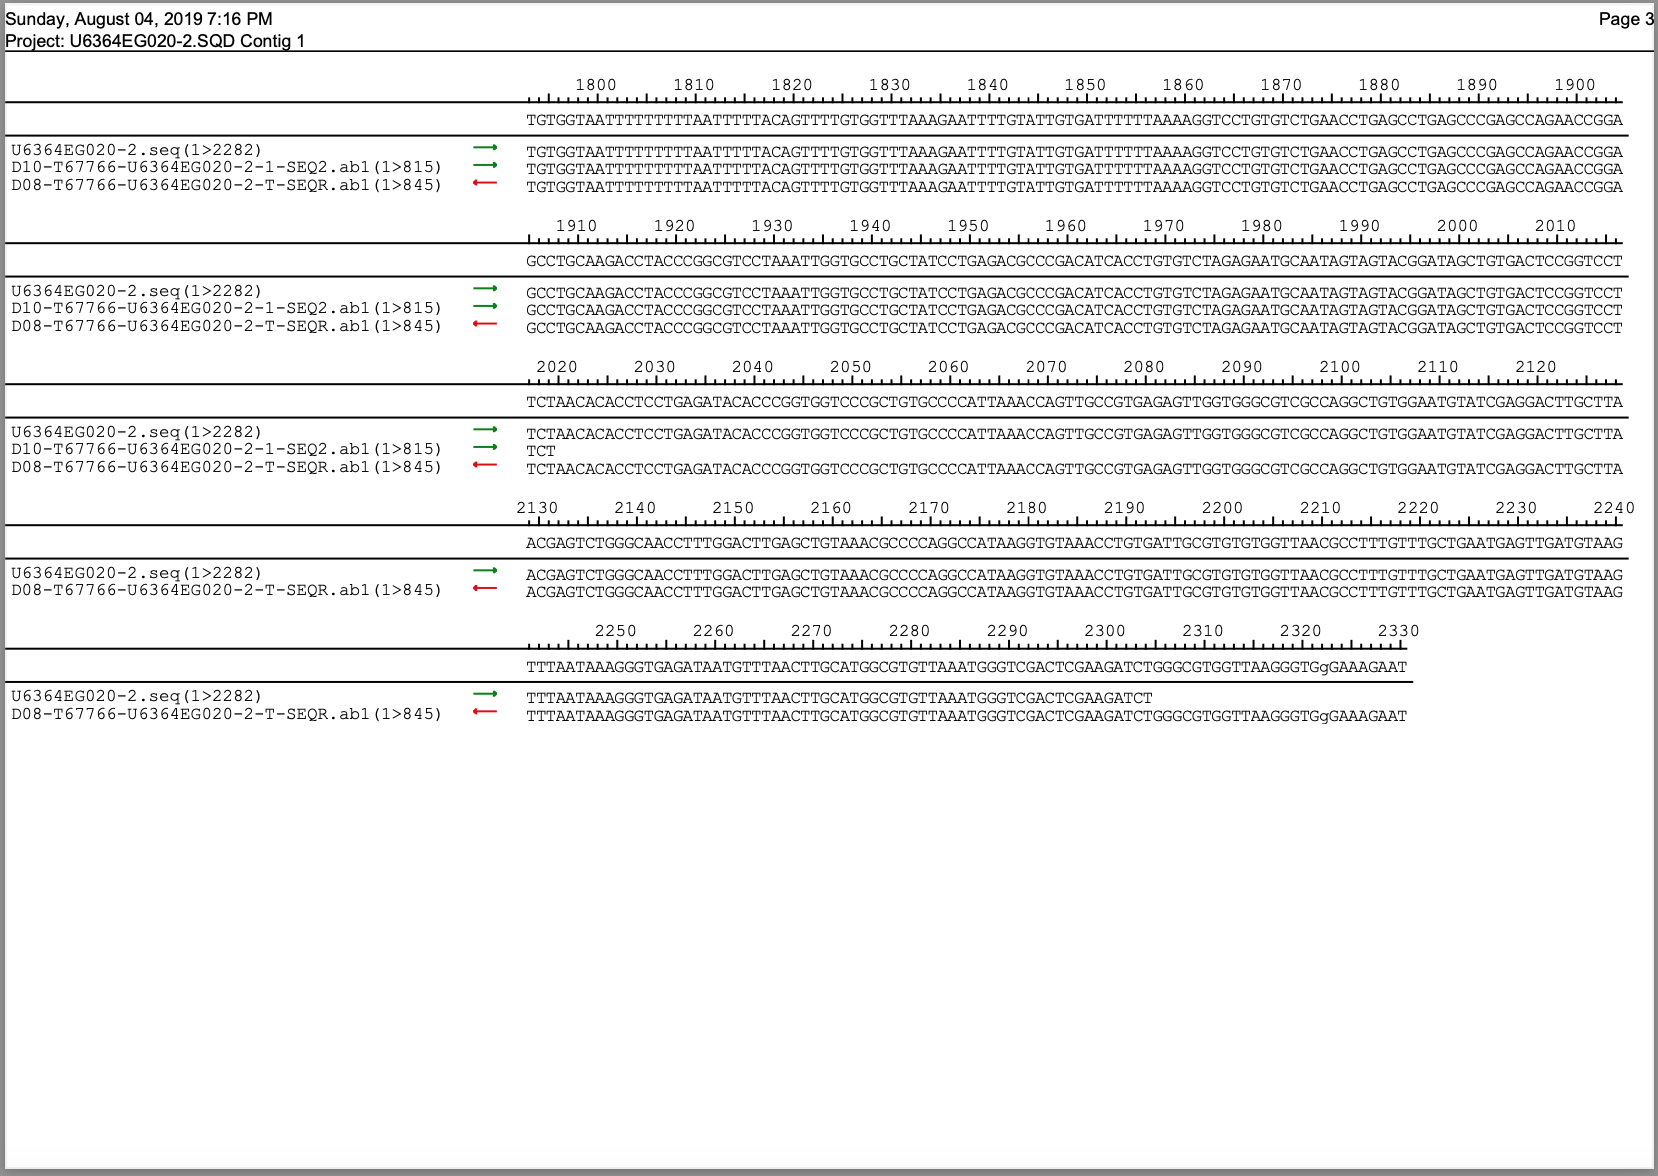 Sunday, August 04, 2019 7:16 PM Page 3
Project: U6364EG020-2.SQD Contig 1
1800 1810 1820 1830 1840 1850 1860 1870 1880 1890 1900
TGTGGTAATTTTTTTTTAATTTTTACAGTTTTGTGGTTTAAAGAATTTTGTATTGTGATTTTTTAAAAGGTCCTGTGTCTGAACCTGAGCCTGAGCCCGAGCCAGAACCGGA
U6364EG020-2.seq(1>2282) → TGTGGTAATTTTTTTTTAATTTTTACAGTTTTGTGGTTTAAAGAATTTTGTATTGTGATTTTTTAAAAGGTCCTGTGTCTGAACCTGAGCCTGAGCCCGAGCCAGAACCGGA
D10-T67766-U6364EG020-2-1-SEQ2.ab1(1>815) → TGTGGTAATTTTTTTTTAATTTTTACAGTTTTGTGGTTTAAAGAATTTTGTATTGTGATTTTTTAAAAGGTCCTGTGTCTGAACCTGAGCCTGAGCCCGAGCCAGAACCGGA
D08-T67766-U6364EG020-2-T-SEQR.ab1(1>845) ← TGTGGTAATTTTTTTTTAATTTTTACAGTTTTGTGGTTTAAAGAATTTTGTATTGTGATTTTTTAAAAGGTCCTGTGTCTGAACCTGAGCCTGAGCCCGAGCCAGAACCGGA
1910 1920 1930 1940 1950 1960 1970 1980 1990 2000 2010
GCCTGCAAGACCTACCCGGCGTCCTAAATTGGTGCCTGCTATCCTGAGACGCCCGACATCACCTGTGTCTAGAGAATGCAATAGTAGTACGGATAGCTGTGACTCCGGTCCT
U6364EG020-2.seq(1>2282) → GCCTGCAAGACCTACCCGGCGTCCTAAATTGGTGCCTGCTATCCTGAGACGCCCGACATCACCTGTGTCTAGAGAATGCAATAGTAGTACGGATAGCTGTGACTCCGGTCCT
D10-T67766-U6364EG020-2-1-SEQ2.ab1(1>815) → GCCTGCAAGACCTACCCGGCGTCCTAAATTGGTGCCTGCTATCCTGAGACGCCCGACATCACCTGTGTCTAGAGAATGCAATAGTAGTACGGATAGCTGTGACTCCGGTCCT
D08-T67766-U6364EG020-2-T-SEQR.ab1(1>845) ← GCCTGCAAGACCTACCCGGCGTCCTAAATTGGTGCCTGCTATCCTGAGACGCCCGACATCACCTGTGTCTAGAGAATGCAATAGTAGTACGGATAGCTGTGACTCCGGTCCT
2020 2030 2040 2050 2060 2070 2080 2090 2100 2110 2120
TCTAACACACCTCCTGAGATACACCCGGTGGTCCCGCTGTGCCCCATTAAACCAGTTGCCGTGAGAGTTGGTGGGCGTCGCCAGGCTGTGGAATGTATCGAGGACTTGCTTA
U6364EG020-2.seq(1>2282) → TCTAACACACCTCCTGAGATACACCCGGTGGTCCCGCTGTGCCCCATTAAACCAGTTGCCGTGAGAGTTGGTGGGCGTCGCCAGGCTGTGGAATGTATCGAGGACTTGCTTA
D10-T67766-U6364EG020-2-1-SEQ2.ab1(1>815) → TCT
D08-T67766-U6364EG020-2-T-SEQR.ab1(1>845) ← TCTAACACACCTCCTGAGATACACCCGGTGGTCCCGCTGTGCCCCATTAAACCAGTTGCCGTGAGAGTTGGTGGGCGTCGCCAGGCTGTGGAATGTATCGAGGACTTGCTTA
2130 2140 2150 2160 2170 2180 2190 2200 2210 2220 2230 2240
ACGAGTCTGGGCAACCTTTGGACTTGAGCTGTAAACGCCCCAGGCCATAAGGTGTAAACCTGTGATTGCGTGTGTGGTTAACGCCTTTGTTTGCTGAATGAGTTGATGTAAG
U6364EG020-2.seq(1>2282) → ACGAGTCTGGGCAACCTTTGGACTTGAGCTGTAAACGCCCCAGGCCATAAGGTGTAAACCTGTGATTGCGTGTGTGGTTAACGCCTTTGTTTGCTGAATGAGTTGATGTAAG
D08-T67766-U6364EG020-2-T-SEQR.ab1(1>845) ← ACGAGTCTGGGCAACCTTTGGACTTGAGCTGTAAACGCCCCAGGCCATAAGGTGTAAACCTGTGATTGCGTGTGTGGTTAACGCCTTTGTTTGCTGAATGAGTTGATGTAAG
2250 2260 2270 2280 2290 2300 2310 2320 2330
TTTAATAAAGGGTGAGATAATGTTTAACTTGCATGGCGTGTTAAATGGGTCGACTCGAAGATCTGGGCGTGGTTAAGGGTGgGAAAGAAT
U6364EG020-2.seq(1>2282) → TTTAATAAAGGGTGAGATAATGTTTAACTTGCATGGCGTGTTAAATGGGTCGACTCGAAGATCT
D08-T67766-U6364EG020-2-T-SEQR.ab1(1>845) ← TTTAATAAAGGGTGAGATAATGTTTAACTTGCATGGCGTGTTAAATGGGTCGACTCGAAGATCTGGGCGTGGTTAAGGGTGgGAAAGAAT